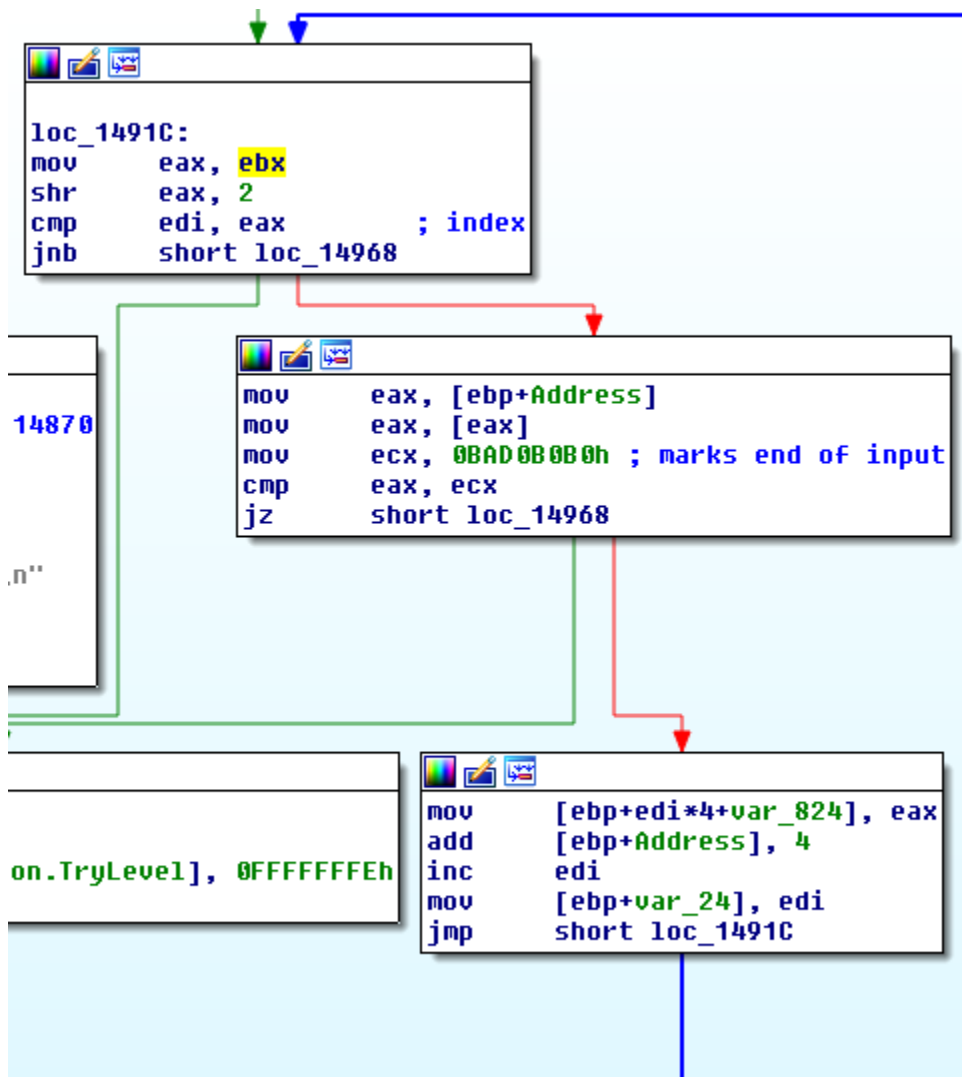 loc_1491C:
mov eax, ebx
shr eax, 2
cmp edi, eax ; index
jnb short loc_14968
mov eax, [ebp+Address]
mov eax, [eax]
mov ecx, 0BAD0B0B0h ; marks end of input
cmp eax, ecx
jz short loc_14968
14870
n"
on.TryLevel], 0FFFFFFFEh
mov [ebp+edi*4+var_824], eax
add [ebp+Address], 4
inc edi
mov [ebp+var_24], edi
jmp short loc_1491C